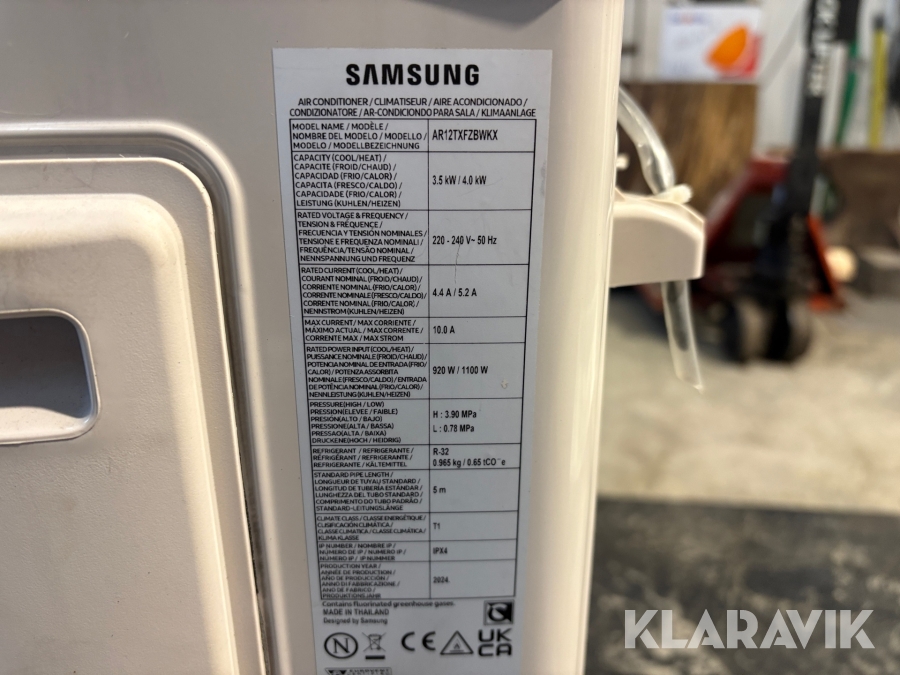 SAMSUNG
AIR CONDITIONER / CLIMATISEUR / AIRE ACONDICIONADO /
CONDIZIONATORE / AR-CONDICIONDO PARA SALA / KLIMAANLAGE
MODEL NAME / MODÈLE /
NOMBRE DEL MODELO / MODELLO /
MODELO / MODELLBEZEICHNUNG
AR12TXFZBWKX
CAPACITY (COOL/HEAT) /
CAPACITE (FROID/CHAUD) /
CAPACIDAD (FRIO/CALOR) /
CAPACITA (FRESCO/CALDO) /
CAPACIDADE (FRIO/CALOR) /
LEISTUNG (KUHLEN/HEIZEN)
3.5 kW / 4.0 kW
RATED VOLTAGE & FREQUENCY /
TENSION & FRÉQUENCE /
FRECUENCIA Y TENSIÓN NOMINALES /
TENSIONE E FREQUENZA NOMINALI /
FREQUÊNCIA/TENSÃO NOMINAL /
NENNSPANNUNG UND FREQUENZ
220 - 240 V~ 50 Hz
RATED CURRENT (COOL/HEAT) /
COURANT NOMINAL (FROID/CHAUD) /
CORRIENTE NOMINAL (FRIO/CALOR) /
CORRENTE NOMINALE(FRESCO/CALDO) /
CORRENTE NOMINAL (FRIO/CALOR) /
NENNSTROM (KUHLEN/HEIZEN)
4.4 A / 5.2 A
MAX CURRENT / MAX CORRIENTE /
MÁXIMO ACTUAL / MAX CORRENTE /
CORRENTE MAX / MAX STROM
10.0 A
RATED POWER INPUT (COOL/HEAT) /
PUISSANCE NOMINALE (FROID/CHAUD) /
POTENCIA NOMINAL DE ENTRADA (FRIO/
CALOR) / POTENZA ASSORBITA
NOMINALE (FRESCO/CALDO) / ENTRADA
DE POTÊNCIA NOMINAL (FRIO/CALOR) /
NENNLEISTUNG (KUHLEN/HEIZEN)
920 W / 1100 W
PRESSURE(HIGH / LOW)
PRESSION(ELEVEE / FAIBLE)
PRESIÓN(ALTO / BAJO)
PRESSIONE(ALTA / BASSA)
PRESSAO(ALTA / BAIXA)
DRUCKENE(HOCH / HEIDRIG)
H : 3.90 MPa
L : 0.78 MPa
REFRIGERANT / REFRIGERANTE /
RÉFRIGÉRANT / REFRIGERANTE /
REFRIGERANTE / KÄLTEMITTEL
R-32
0.965 kg / 0.65 tCO⁻e
STANDARD PIPE LENGTH /
LONGUEUR DE TUYAU STANDARD /
LONGITUD DE TUBERÍA ESTÁNDAR /
LUNGHEZZA DEL TUBO STANDARD /
COMPRIMENTO DO TUBO PADRÃO /
STANDARD-LEITUNGSLÄNGE
5 m
CLIMATE CLASS / CLASSE ENERGÉTIQUE /
CLISIFICACIÓN CLIMÁTICA /
CLASSE CLIMATICA / CLASSE CLIMÁTICA /
KLIMAKLASSE
T1
IP NUMBER / NOMBRE IP /
NÚMERO DE IP / NUMERO IP /
NÚMERO IP / IP NUMMER
IPX4
PRODUCTION YEAR /
ANNÉE DE PRODUCTION /
AÑO DE PRODUCCIÓN /
ANNO DI FABBRICAZIONE /
ANO DE FABRICO /
PRODUKTIONSJAHR
2024.
Contains fluorinated greenhouse gases.
MADE IN THAILAND
Designed by Samsung
N
CE
UK
CA
KLARAVIK